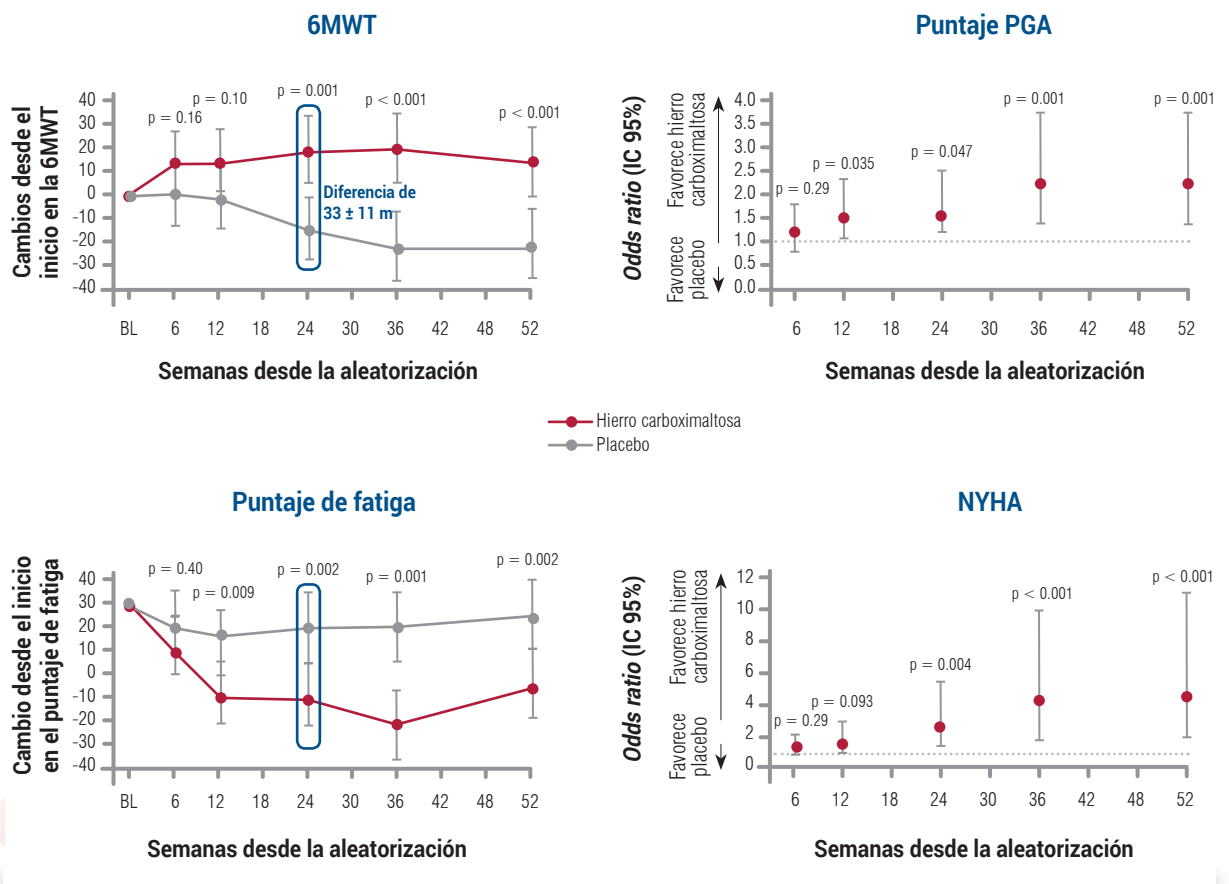 6MWT
Cambios desde el
inicio en la 6MWT
40
30
20
10
0
-10
-20
-30
-40
p = 0.16
p = 0.10
p = 0.001
p < 0.001
p < 0.001
Diferencia de
33 ± 11 m
BL 6 12 18 24 30 36 42 48 52
Semanas desde la aleatorización
Puntaje PGA
Odds ratio (IC 95%)
Favorece hierro
carboximaltosa
Favorece
placebo
4.0
3.5
3.0
2.5
2.0
1.5
1.0
0.5
0.0
p = 0.29
p = 0.035
p = 0.047
p = 0.001
p = 0.001
6 12 18 24 30 36 42 48 52
Semanas desde la aleatorización
Hierro carboximaltosa
Placebo
Puntaje de fatiga
Cambio desde el inicio
en el puntaje de fatiga
40
30
20
10
0
-10
-20
-30
-40
p = 0.40
p = 0.009
p = 0.002
p = 0.001
p = 0.002
BL 6 12 18 24 30 36 42 48 52
Semanas desde la aleatorización
NYHA
Odds ratio (IC 95%)
Favorece hierro
carboximaltosa
Favorece
placebo
12
10
8
6
4
2
0
p = 0.29
p = 0.093
p = 0.004
p < 0.001
p < 0.001
6 12 18 24 30 36 42 48 52
Semanas desde la aleatorización